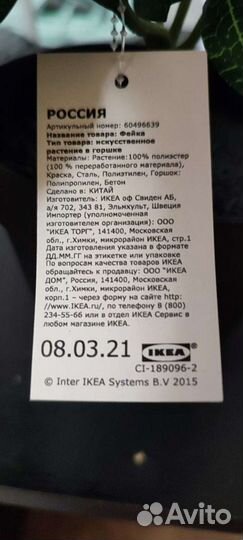 РОССИЯ
Артикульный номер: 60496639
Название товара: Фейка
Тип товара: искусственное
растение в горшке
Материалы: Растение:100% полиэстер
(100% переработанного материала),
Краска, Сталь, Полиэтилен, Горшок:
Полипропилен, Бетон
Сделано в: КИТАЙ
Изготовитель: ИКЕА оф Свиден АБ,
а/я 702, 343 81, Эльмхульт, Швеция
Импортер (уполномоченная
изготовителем организация): ООО
"ИКЕА ТОРГ", 141400, Московская
обл., г.Химки, микрорайон ИКЕА, стр.1
Дата изготовления указана в формате
ДД.ММ.ГГ на этикетке или упаковке
По вопросам качества товаров ИКЕА
обращайтесь к продавцу: ООО "ИКЕА
ДОМ", Россия, 141400, Московская
обл., г.Химки, микрорайон ИКЕА,
корп.1 – через форму на сайте http:
//www.IKEA.ru/, по телефону 8 (800)
234-55-66 или от отдела ИКЕА Сервис в
любом магазине ИКЕА.
08.03.21 IKEA
CI-189096-2
© Inter IKEA Systems B.V 2015
Avito